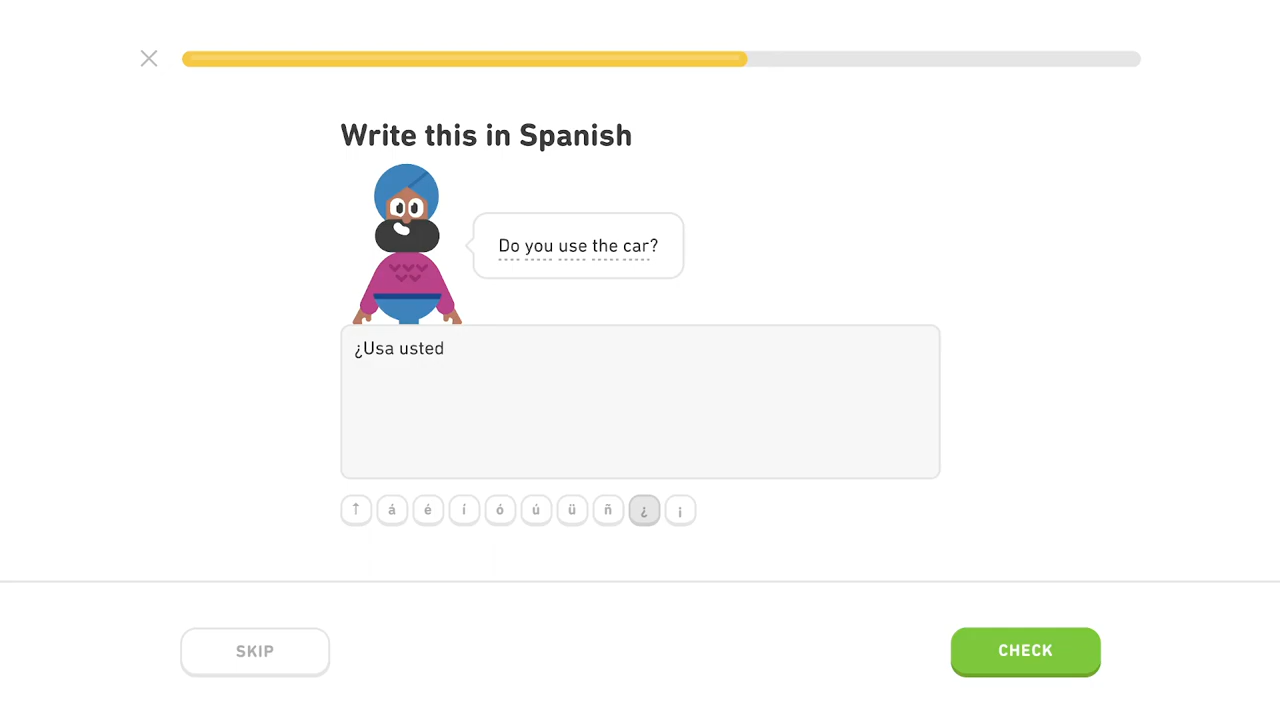 Write this in Spanish
Do you use the car?
¿Usa usted
↑ á é í ó ú ü ñ ¿ ¡
SKIP
CHECK